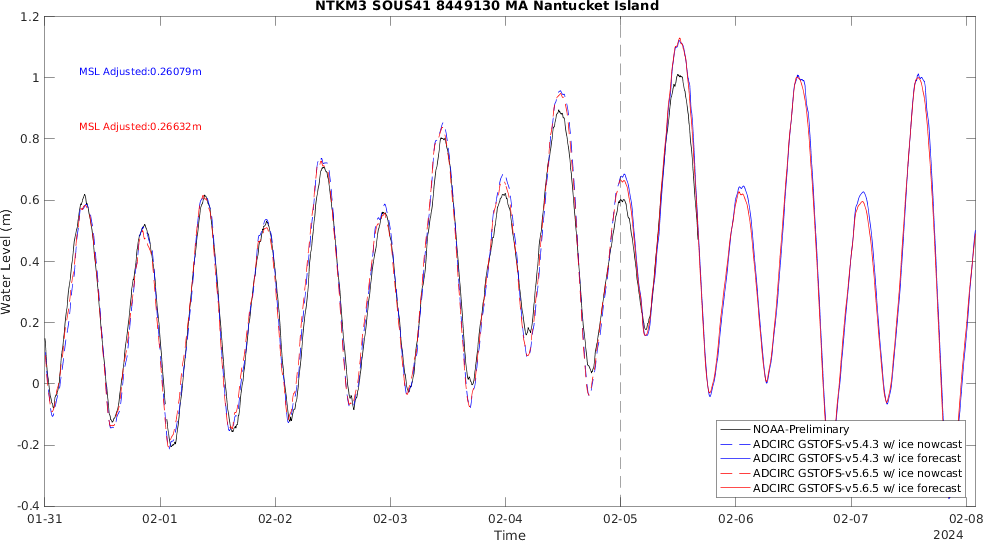 NTKM3 SOUS41 8449130 MA Nantucket Island
1.2
1
0.8
0.6
0.4
0.2
0
-0.2
-0.4
Water Level (m)
MSL Adjusted:0.26079m
MSL Adjusted:0.26632m
NOAA-Preliminary
ADCIRC GSTOFS-v5.4.3 w/ ice nowcast
ADCIRC GSTOFS-v5.4.3 w/ ice forecast
ADCIRC GSTOFS-v5.6.5 w/ ice nowcast
ADCIRC GSTOFS-v5.6.5 w/ ice forecast
01-31 02-01 02-02 02-03 02-04 02-05 02-06 02-07 02-08
Time
2024